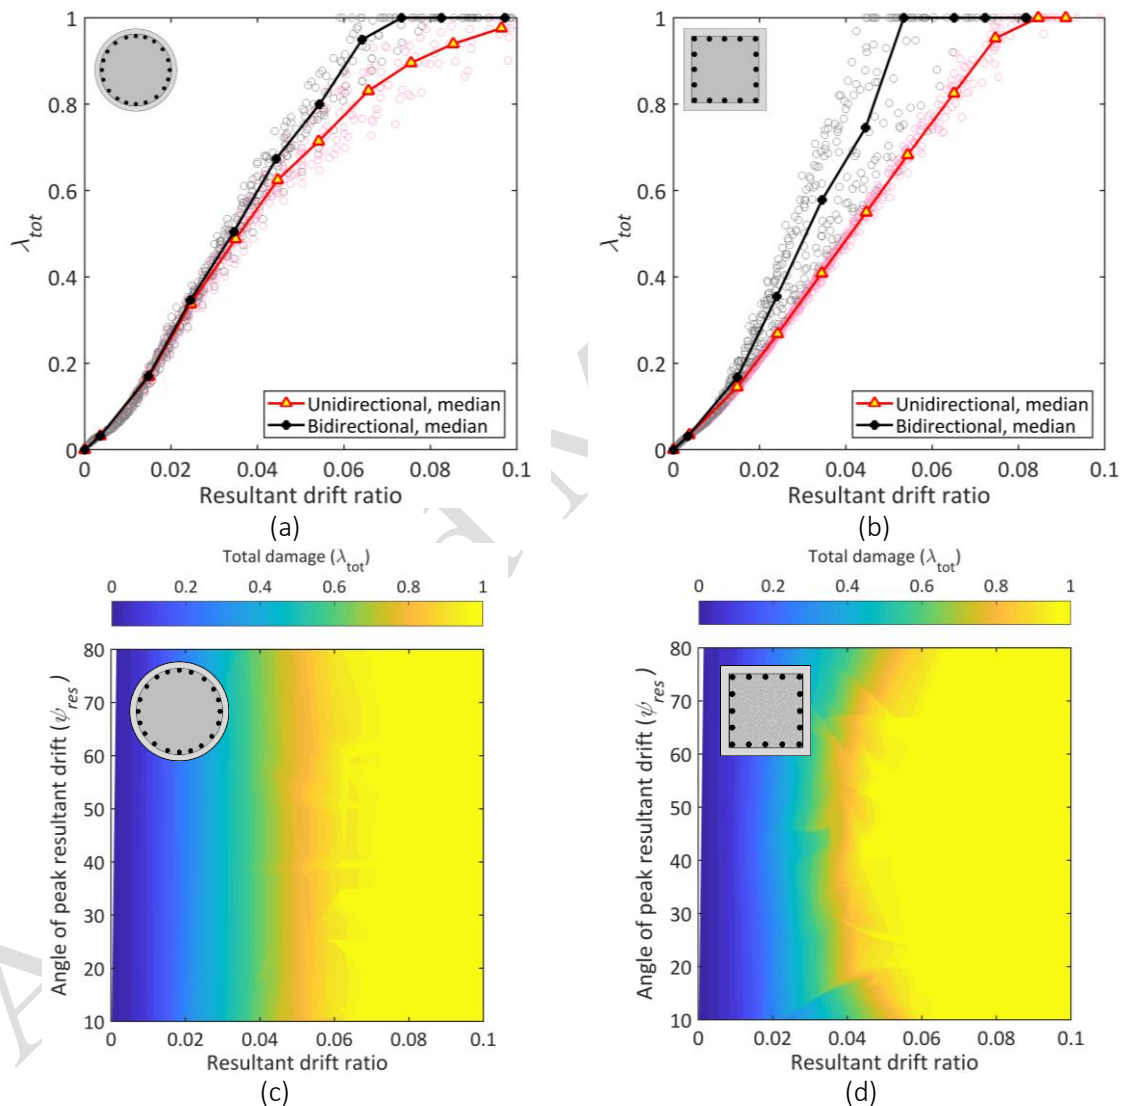 1
0.8
0.6
0.4
0.2
0
λtot
0 0.02 0.04 0.06 0.08 0.1
Resultant drift ratio
Unidirectional, median
Bidirectional, median
(a)
1
0.8
0.6
0.4
0.2
0
λtot
0 0.02 0.04 0.06 0.08 0.1
Resultant drift ratio
Unidirectional, median
Bidirectional, median
(b)
Total damage (λtot)
0 0.2 0.4 0.6 0.8 1
80
70
60
50
40
30
20
10
Angle of peak resultant drift (ψres)
0 0.02 0.04 0.06 0.08 0.1
Resultant drift ratio
(c)
Total damage (λtot)
0 0.2 0.4 0.6 0.8 1
80
70
60
50
40
30
20
10
Angle of peak resultant drift (ψres)
0 0.02 0.04 0.06 0.08 0.1
Resultant drift ratio
(d)